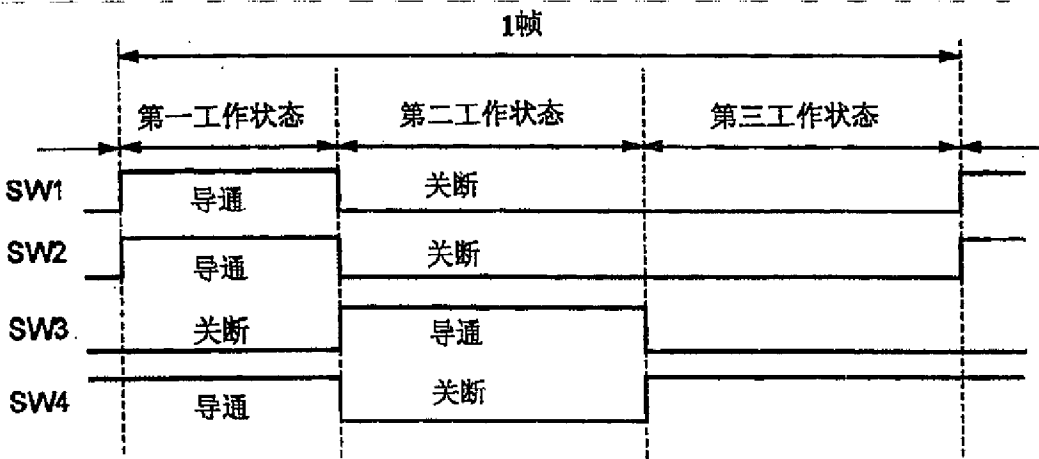 1帧
第一工作状态 第二工作状态 第三工作状态
SW1 导通 关断
SW2 导通 关断
SW3 关断 导通
SW4 导通 关断